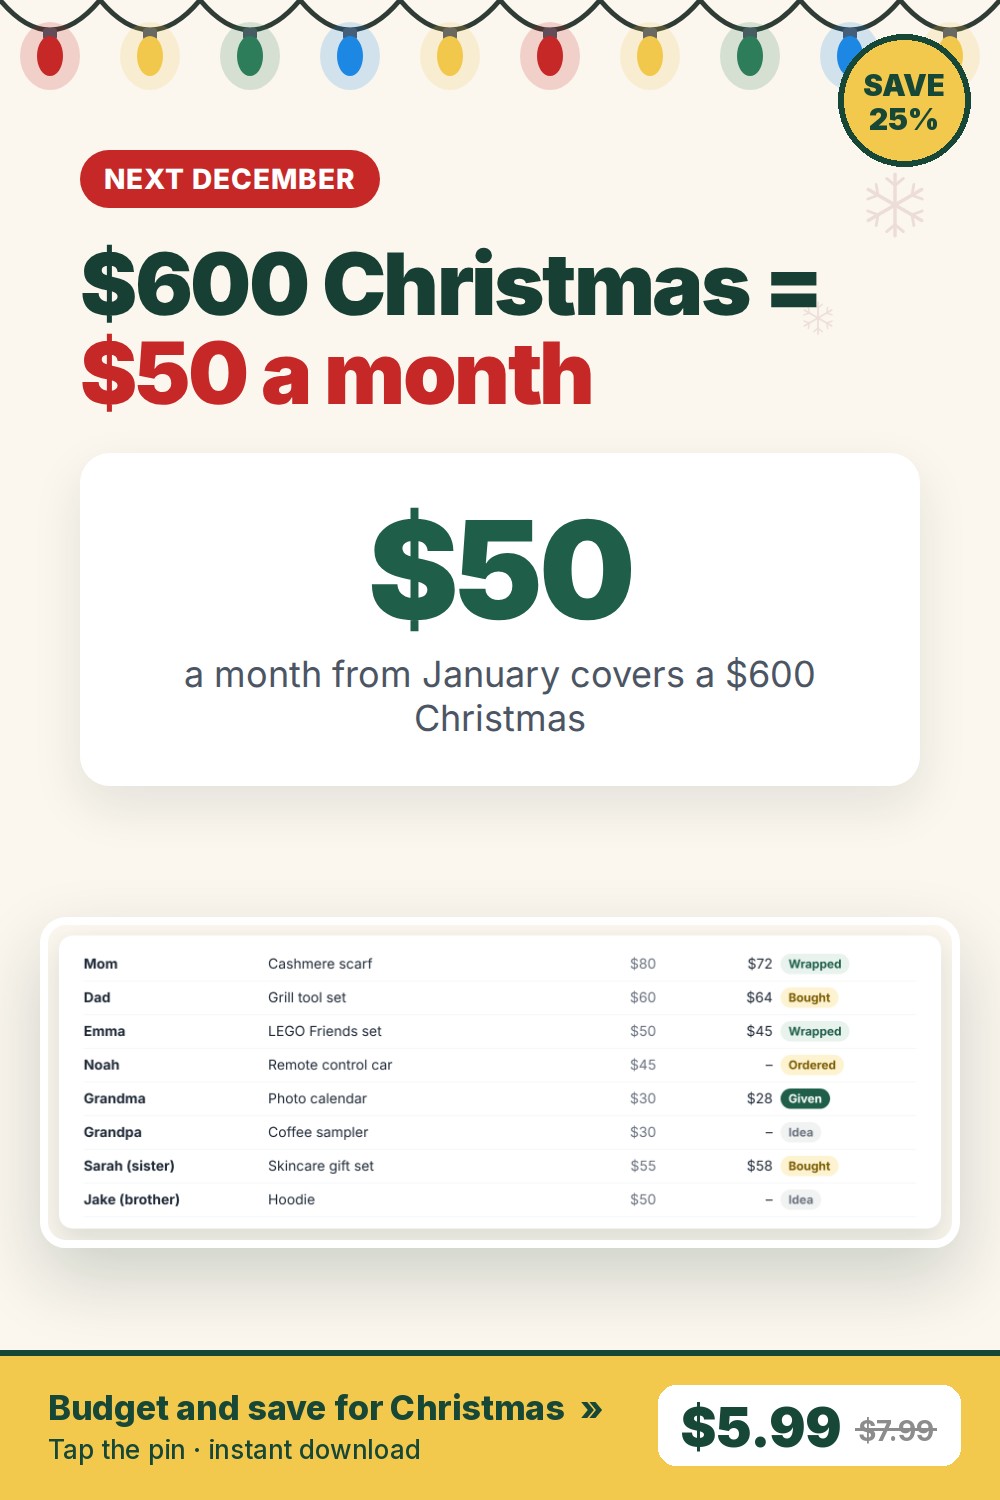 SAVE
25%
NEXT DECEMBER
$600 Christmas =
$50 a month
$50
a month from January covers a $600
Christmas
Mom Cashmere scarf $80 $72 Wrapped
Dad Grill tool set $60 $64 Bought
Emma LEGO Friends set $50 $45 Wrapped
Noah Remote control car $45 – Ordered
Grandma Photo calendar $30 $28 Given
Grandpa Coffee sampler $30 – Idea
Sarah (sister) Skincare gift set $55 $58 Bought
Jake (brother) Hoodie $50 – Idea
Budget and save for Christmas »
Tap the pin · instant download
$5.99 $7.99